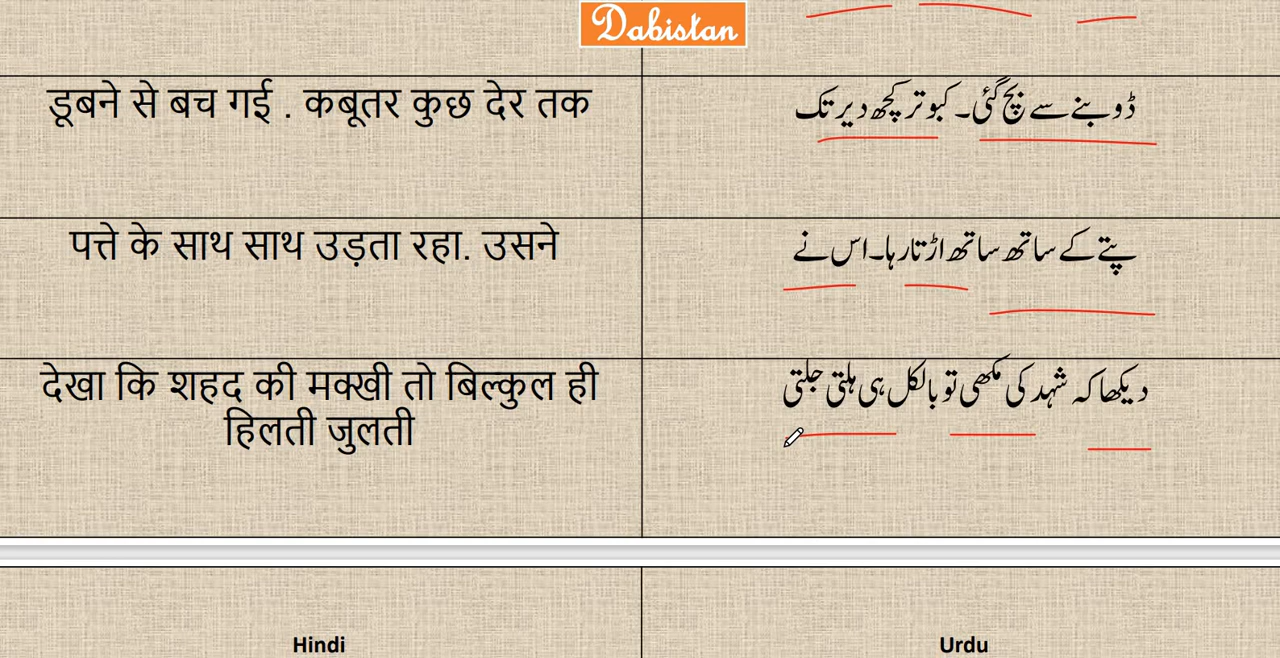 Dabistan
डूबने से बच गई . कबूतर कुछ देर तक
ڈوبنے سے بچ گئی۔ کبوتر کچھ دیر تک
पत्ते के साथ साथ उड़ता रहा. उसने
پتے کے ساتھ ساتھ اڑتا رہا۔ اس نے
देखा कि शहद की मक्खी तो बिल्कुल ही
हिलती जुलती
دیکھا کہ شہد کی مکھی تو بالکل ہی ہلتی جلتی
Hindi
Urdu